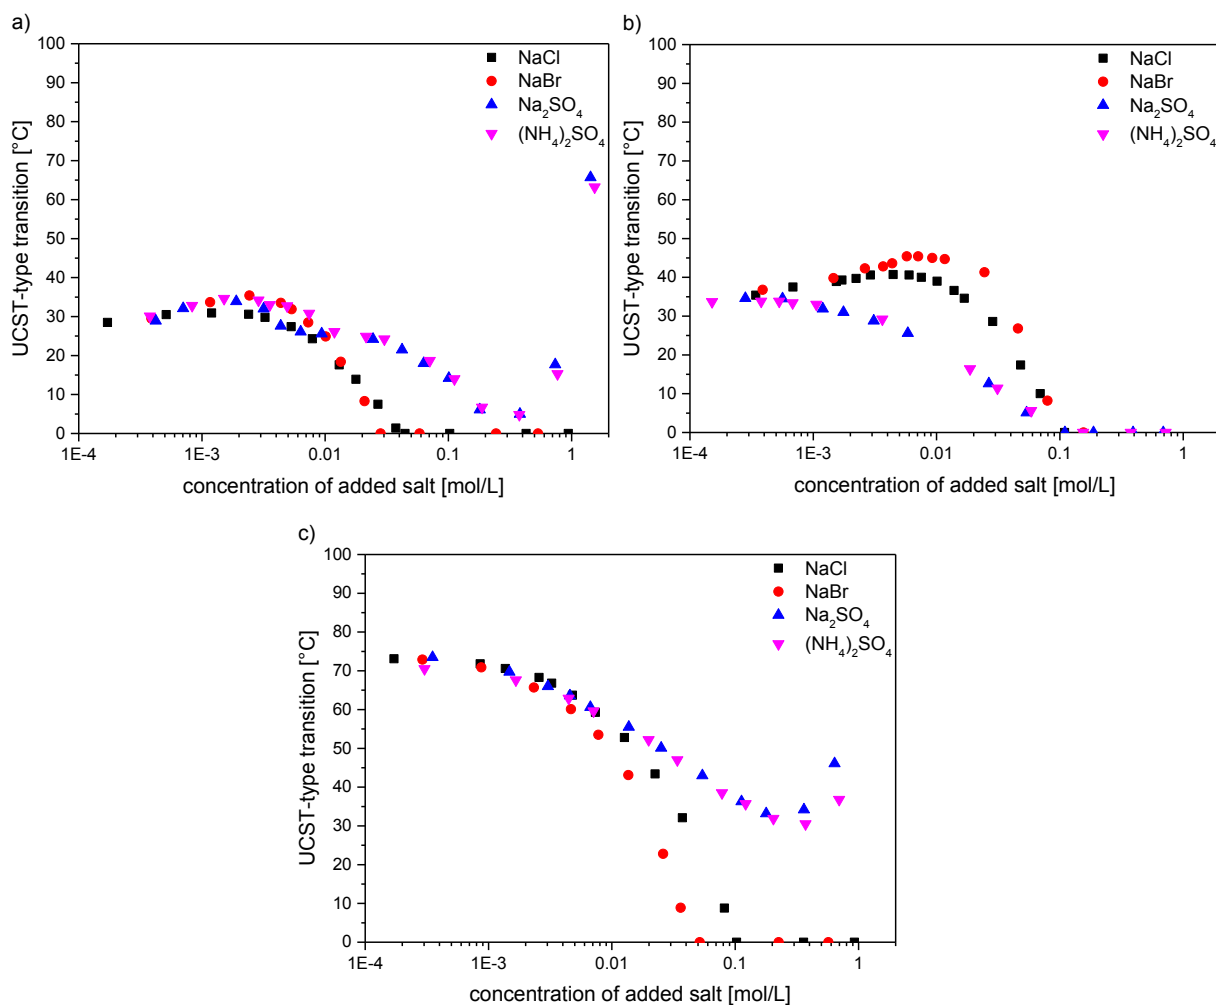 a)
100
90
80
70
60
50
40
30
20
10
0
UCST-type transition [°C]
NaCl
NaBr
Na₂SO₄
(NH₄)₂SO₄
1E-4
1E-3
0.01
0.1
1
concentration of added salt [mol/L]
b)
100
90
80
70
60
50
40
30
20
10
0
UCST-type transition [°C]
NaCl
NaBr
Na₂SO₄
(NH₄)₂SO₄
1E-4
1E-3
0.01
0.1
1
concentration of added salt [mol/L]
c)
100
90
80
70
60
50
40
30
20
10
0
UCST-type transition [°C]
NaCl
NaBr
Na₂SO₄
(NH₄)₂SO₄
1E-4
1E-3
0.01
0.1
1
concentration of added salt [mol/L]